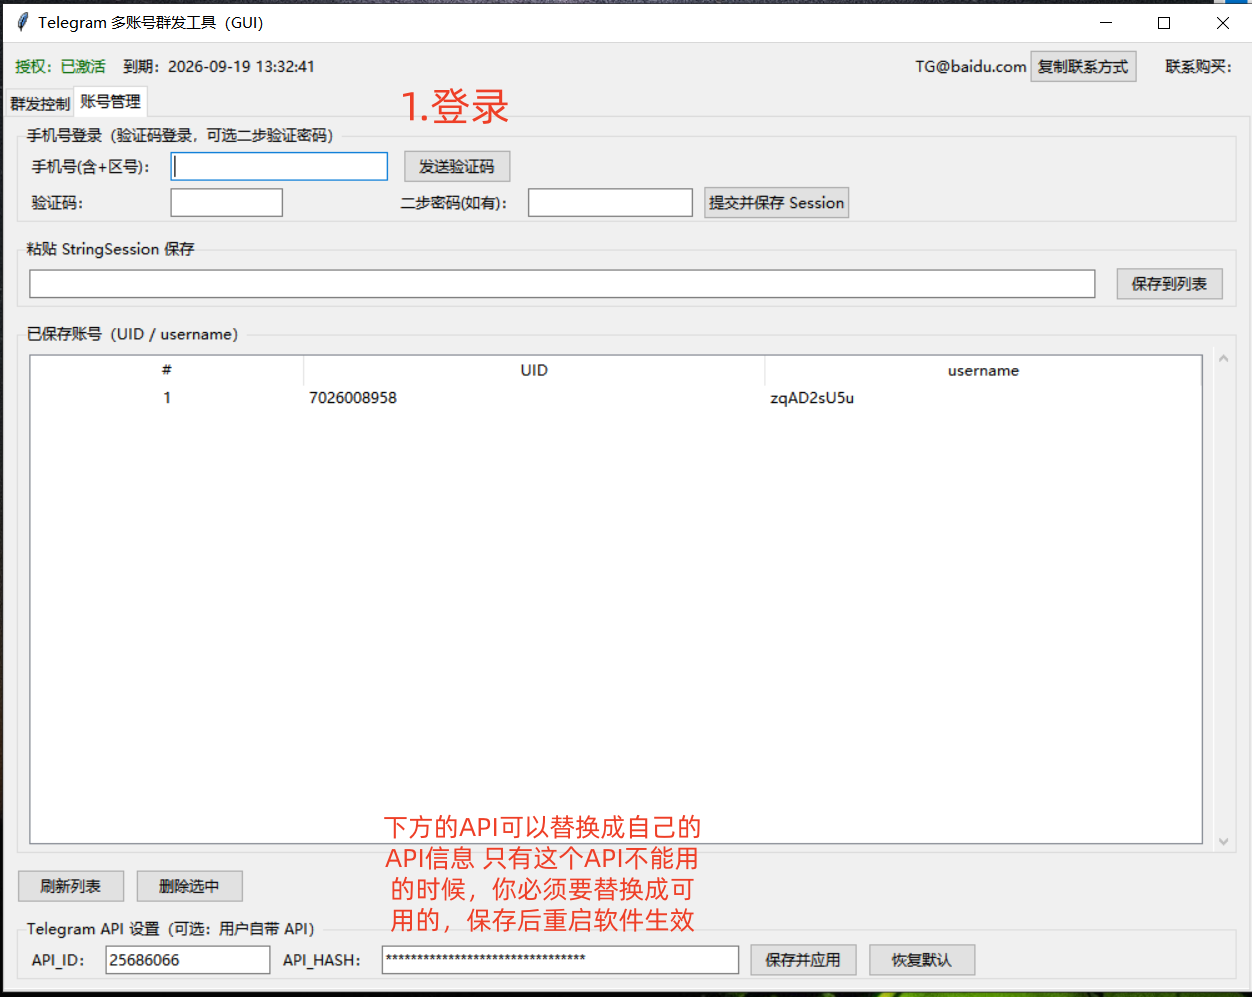 Telegram 多账号群发工具（GUI）
授权：已激活 到期：2026-09-19 13:32:41 TG@baidu.com 复制联系方式 联系购买：
群发控制 账号管理
1.登录
手机号登录（验证码登录，可选二步验证密码）
手机号(含+区号)： 发送验证码
验证码： 二步密码(如有)： 提交并保存 Session
粘贴 StringSession 保存
保存到列表
已保存账号（UID / username）
# UID username
1 7026008958 zqAD2sU5u
下方的API可以替换成自己的
API信息 只有这个API不能用
的时候，你必须要替换成可
用的，保存后重启软件生效
刷新列表 删除选中
Telegram API 设置（可选：用户自带 API）
API_ID： 25686066 API_HASH： ******************************** 保存并应用 恢复默认